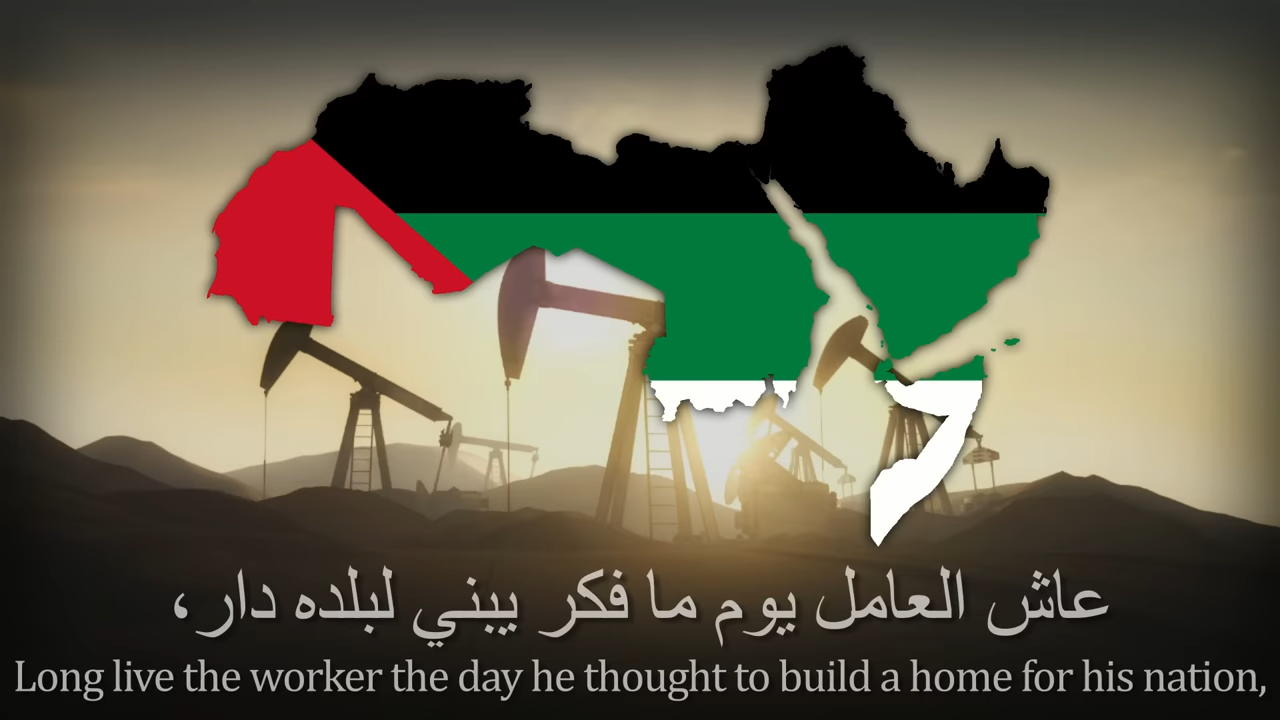 عاش العامل يوم ما فكر يبني لبلده دار،
Long live the worker the day he thought to build a home for his nation,